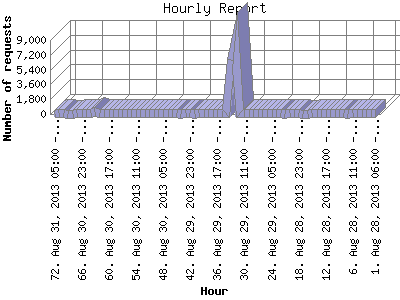 Hourly Report
Number of requests
9,000
7,200
5,400
3,600
1,800
0
72. Aug 31, 2013 05:00 -...
66. Aug 30, 2013 23:00 -...
60. Aug 30, 2013 17:00 -...
54. Aug 30, 2013 11:00 -...
48. Aug 30, 2013 05:00 -...
42. Aug 29, 2013 23:00 -...
36. Aug 29, 2013 17:00 -...
30. Aug 29, 2013 11:00 -...
24. Aug 29, 2013 05:00 -...
18. Aug 28, 2013 23:00 -...
12. Aug 28, 2013 17:00 -...
6. Aug 28, 2013 11:00 -...
1. Aug 28, 2013 06:00 -...
Hour